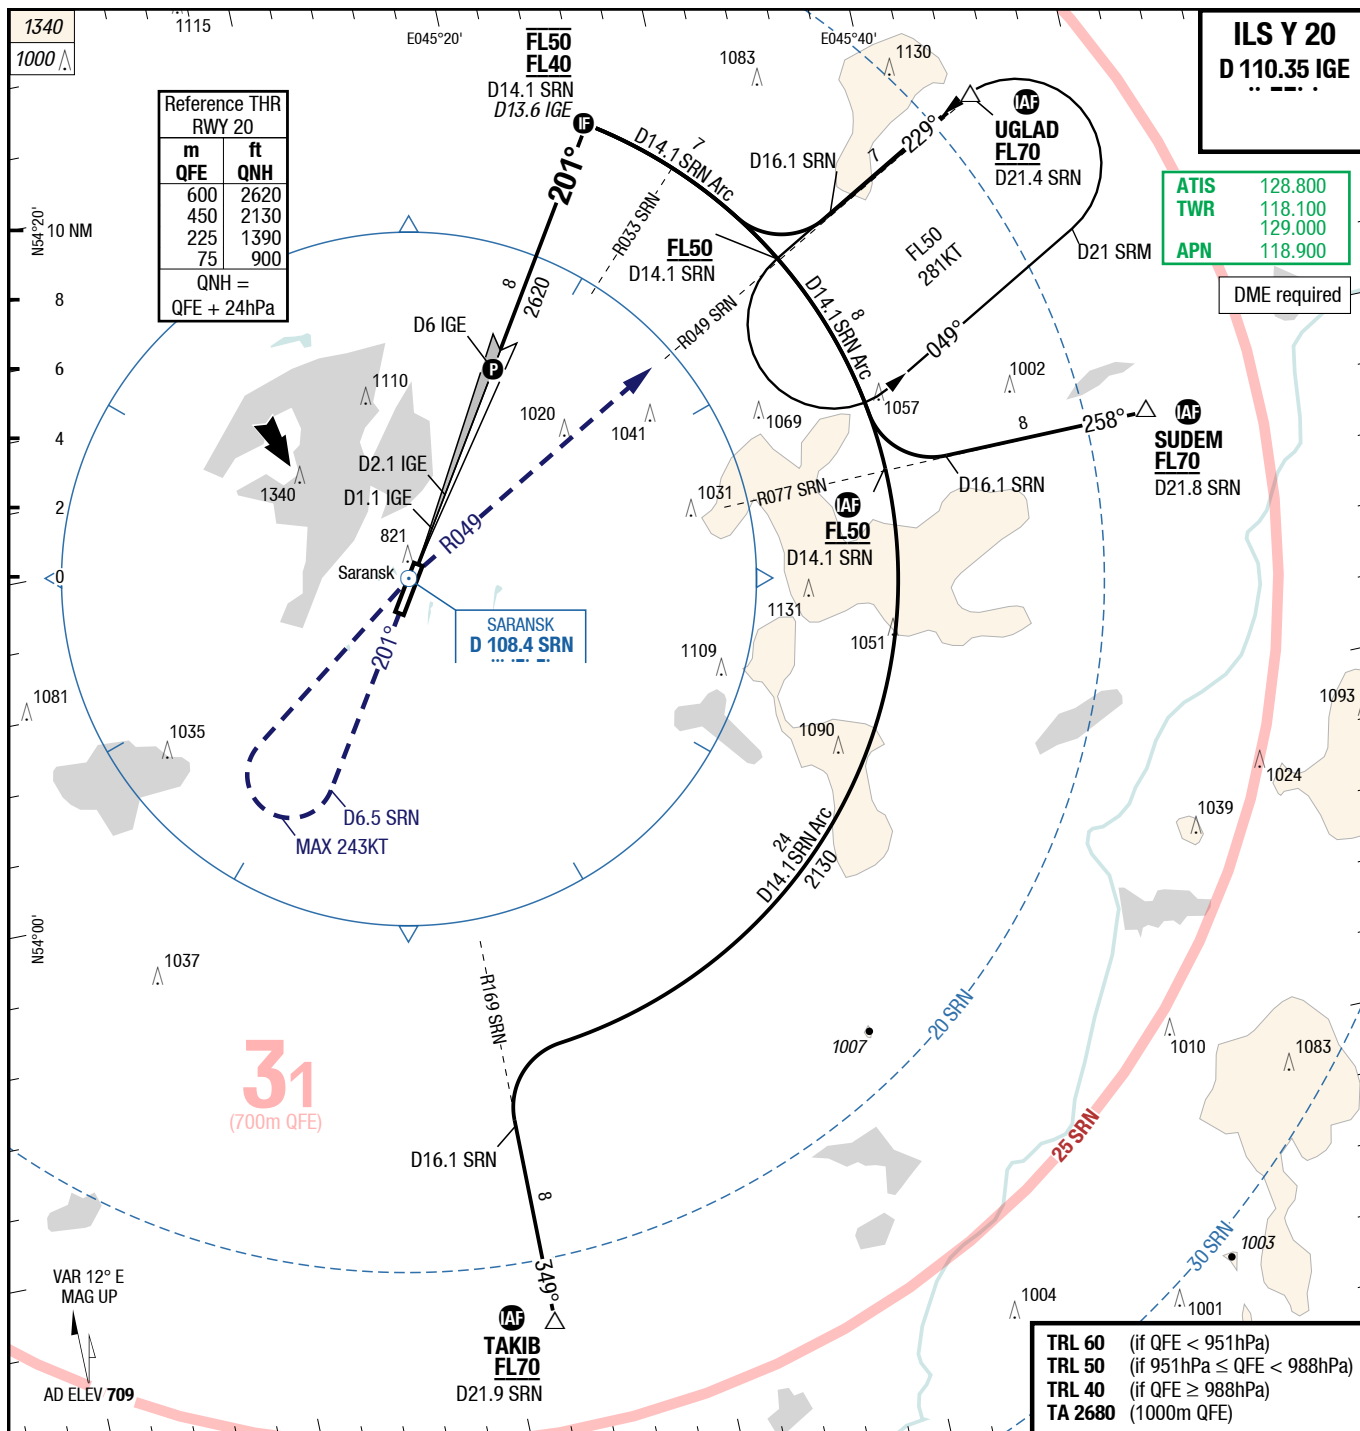 1340
1000
1115
E045°20'
FL50
FL40
D14.1 SRN
D13.6 IGE
IF
E045°40'
1083
1130
ILS Y 20
D 110.35 IGE
Reference THR
RWY 20
m ft
QFE QNH
600 2620
450 2130
225 1390
75 900
QNH =
QFE + 24hPa
IAF
UGLAD
FL70
D21.4 SRN
229°
7
D16.1 SRN
7
D14.1 SRN Arc
201°
R033 SRN
ATIS 128.800
TWR 118.100
129.000
APN 118.900
DME required
N54°20'
10 NM
8
6
4
2
0
FL50
D14.1 SRN
FL50
281KT
D21 SRM
8
2620
D6 IGE
P
R049 SRN
8
D14.1 SRN Arc
049°
1110
1020
1041
1069
1057
1002
8
258°
IAF
SUDEM
FL70
D21.8 SRN
1340
D2.1 IGE
D1.1 IGE
R049
1031
R077 SRN
D16.1 SRN
IAF
FL50
D14.1 SRN
821
Saransk
SARANSK
D 108.4 SRN
201°
1131
1051
1109
1081
1035
1090
1093
1024
1039
D6.5 SRN
MAX 243KT
24
D14.1 SRN Arc
2130
N54°00'
1037
R169 SRN
20 SRN
1007
1010
1083
31
(700m QFE)
D16.1 SRN
25 SRN
8
349°
30 SRN
1003
VAR 12° E
MAG UP
AD ELEV 709
IAF
TAKIB
FL70
D21.9 SRN
1004
1001
TRL 60 (if QFE < 951hPa)
TRL 50 (if 951hPa ≤ QFE < 988hPa)
TRL 40 (if QFE ≥ 988hPa)
TA 2680 (1000m QFE)